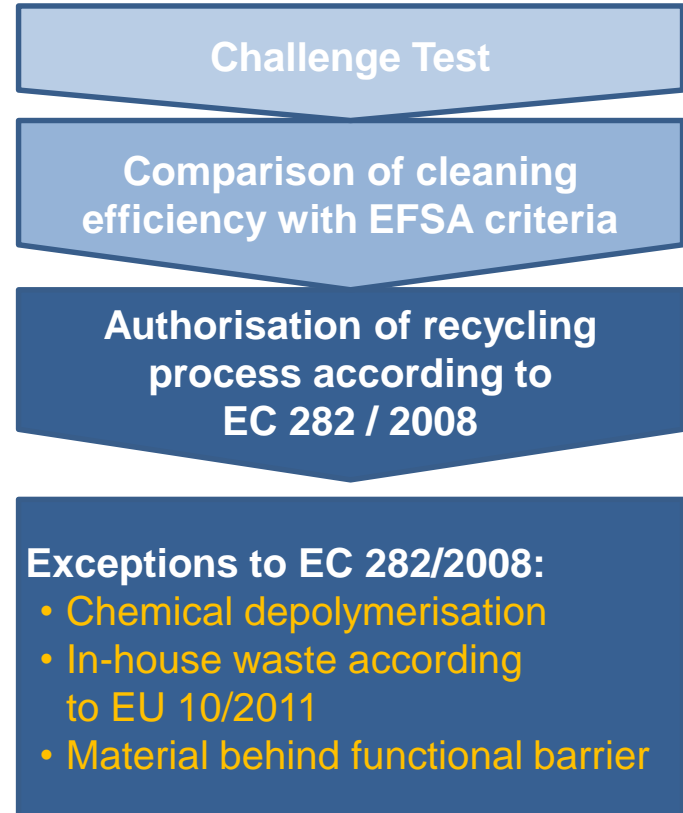 Challenge Test
Comparison of cleaning
efficiency with EFSA criteria
Authorisation of recycling
process according to
EC 282 / 2008
Exceptions to EC 282/2008:
• Chemical depolymerisation
• In-house waste according
to EU 10/2011
• Material behind functional barrier